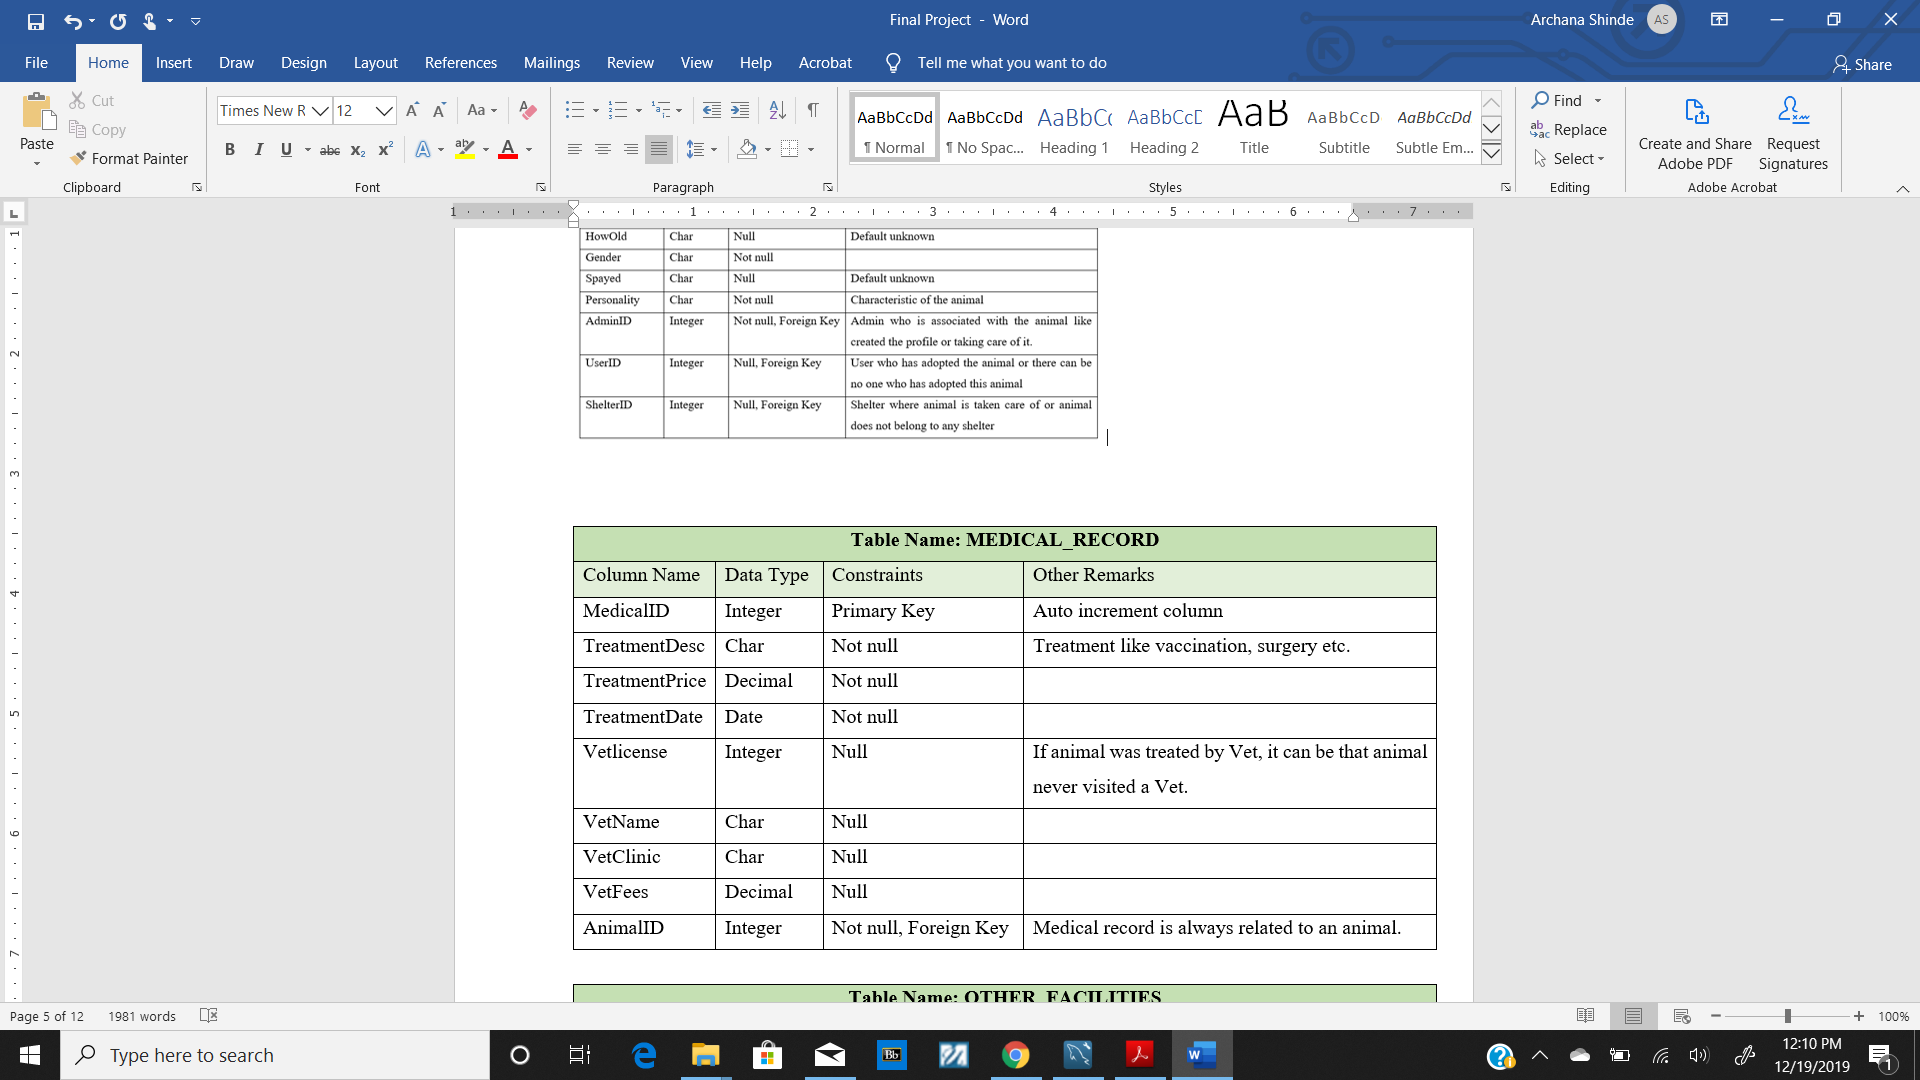 Final Project - Word
Archana Shinde AS
File Home Insert Draw Design Layout References Mailings Review View Help Acrobat Tell me what you want to do Share
Paste
Cut
Copy
Format Painter
Clipboard
Times New R 12
Font
Paragraph
AaBbCcDd AaBbCcDd AaBbCc AaBbCcD AaB AaBbCcD AaBbCcDd
¶ Normal ¶ No Spac... Heading 1 Heading 2 Title Subtitle Subtle Em...
Styles
Find
Replace
Select
Editing
Create and Share Adobe PDF
Request Signatures
Adobe Acrobat
1 1 2 3 4 5 6 7
HowOld Char Null Default unknown
Gender Char Not null
Spayed Char Null Default unknown
Personality Char Not null Characteristic of the animal
AdminID Integer Not null, Foreign Key Admin who is associated with the animal like
created the profile or taking care of it.
UserID Integer Null, Foreign Key User who has adopted the animal or there can be
no one who has adopted this animal
ShelterID Integer Null, Foreign Key Shelter where animal is taken care of or animal
does not belong to any shelter
Table Name: MEDICAL_RECORD
Column Name Data Type Constraints Other Remarks
MedicalID Integer Primary Key Auto increment column
TreatmentDesc Char Not null Treatment like vaccination, surgery etc.
TreatmentPrice Decimal Not null
TreatmentDate Date Not null
Vetlicense Integer Null If animal was treated by Vet, it can be that animal
never visited a Vet.
VetName Char Null
VetClinic Char Null
VetFees Decimal Null
AnimalID Integer Not null, Foreign Key Medical record is always related to an animal.
Table Name: OTHER_FACILITIES
Page 5 of 12 1981 words 100%
Type here to search
12:10 PM
12/19/2019
1